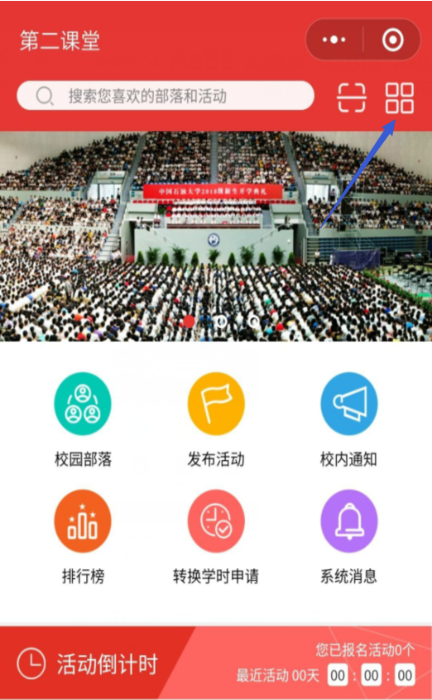 第二课堂
搜索您喜欢的部落和活动
中国石油大学2018级新生开学典礼
校园部落
发布活动
校内通知
排行榜
转换学时申请
系统消息
活动倒计时
您已报名活动0个
最近活动 00天 00 : 00 : 00